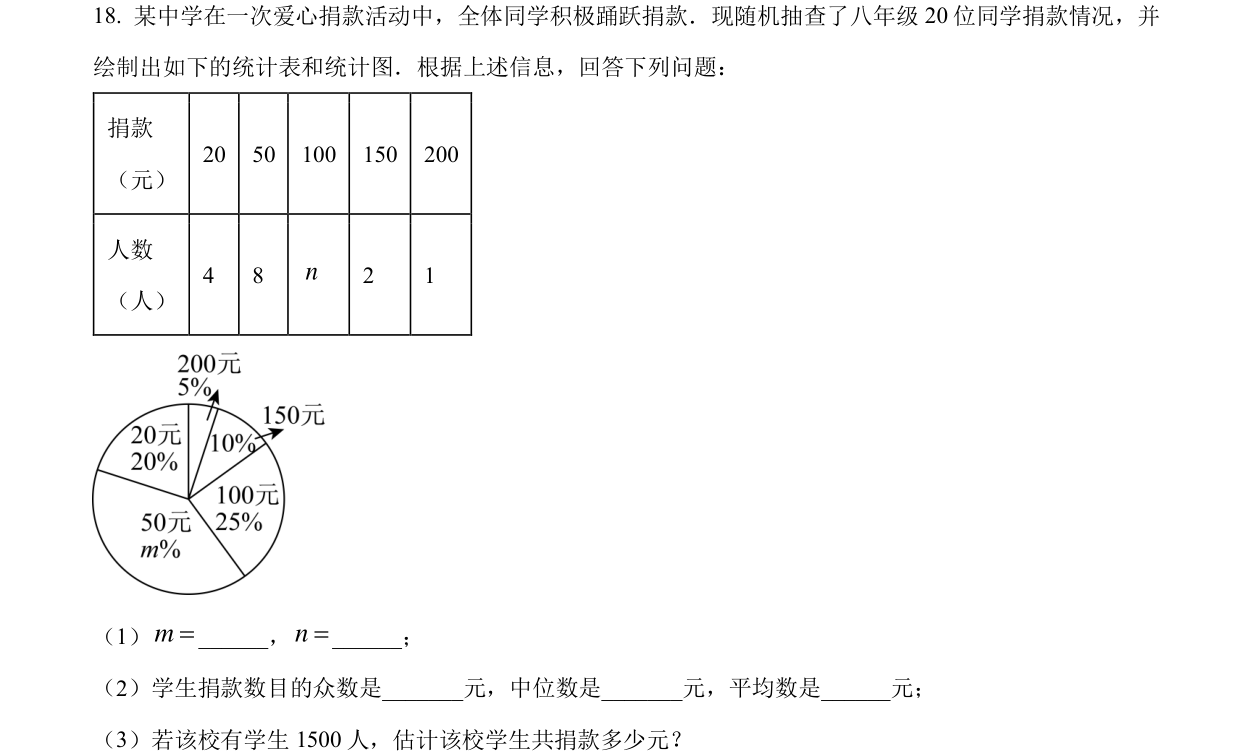 18. 某中学在一次爱心捐款活动中，全体同学积极踊跃捐款．现随机抽查了八年级 20 位同学捐款情况，并
绘制出如下的统计表和统计图．根据上述信息，回答下列问题：
捐款
（元）
20 50 100 150 200
人数
（人）
4 8 n 2 1
200元
5%
150元
10%
20元
20%
100元
25%
50元
m%
（1）m =______，n =______；
（2）学生捐款数目的众数是_______元，中位数是_______元，平均数是______元；
（3）若该校有学生 1500 人，估计该校学生共捐款多少元？